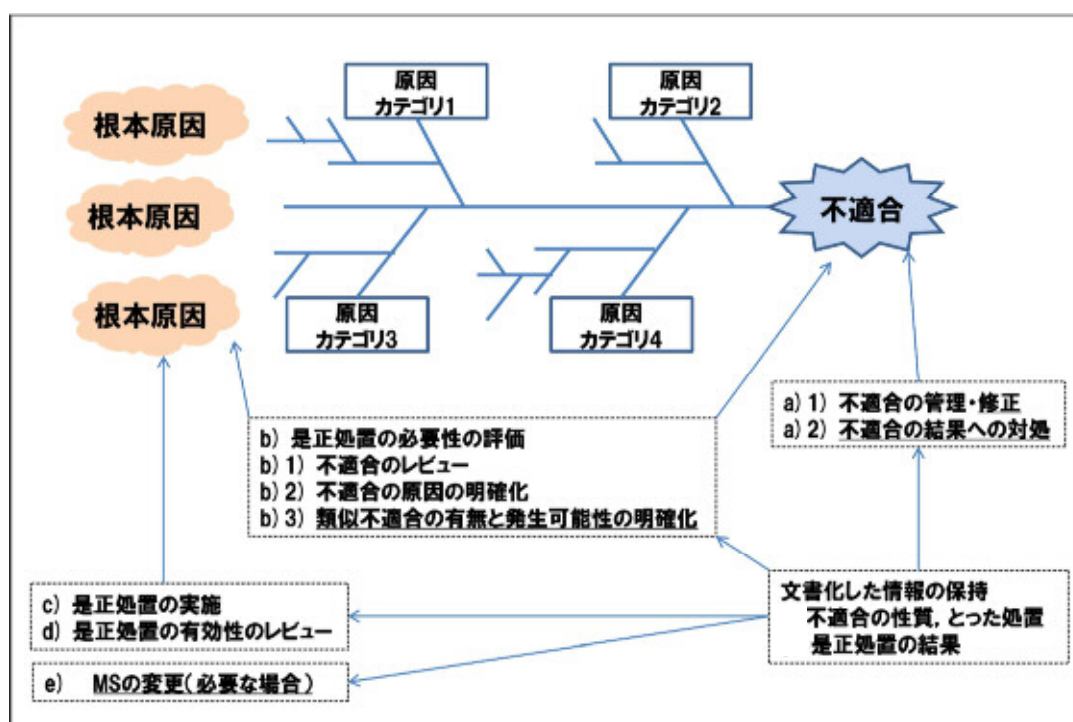 根本原因
原因
カテゴリ1
原因
カテゴリ2
根本原因
不適合
根本原因
原因
カテゴリ3
原因
カテゴリ4
a) 1) 不適合の管理・修正
a) 2) 不適合の結果への対処
b) 是正処置の必要性の評価
b) 1) 不適合のレビュー
b) 2) 不適合の原因の明確化
b) 3) 類似不適合の有無と発生可能性の明確化
文書化した情報の保持
不適合の性質, とった処置
是正処置の結果
c) 是正処置の実施
d) 是正処置の有効性のレビュー
e) MSの変更(必要な場合)